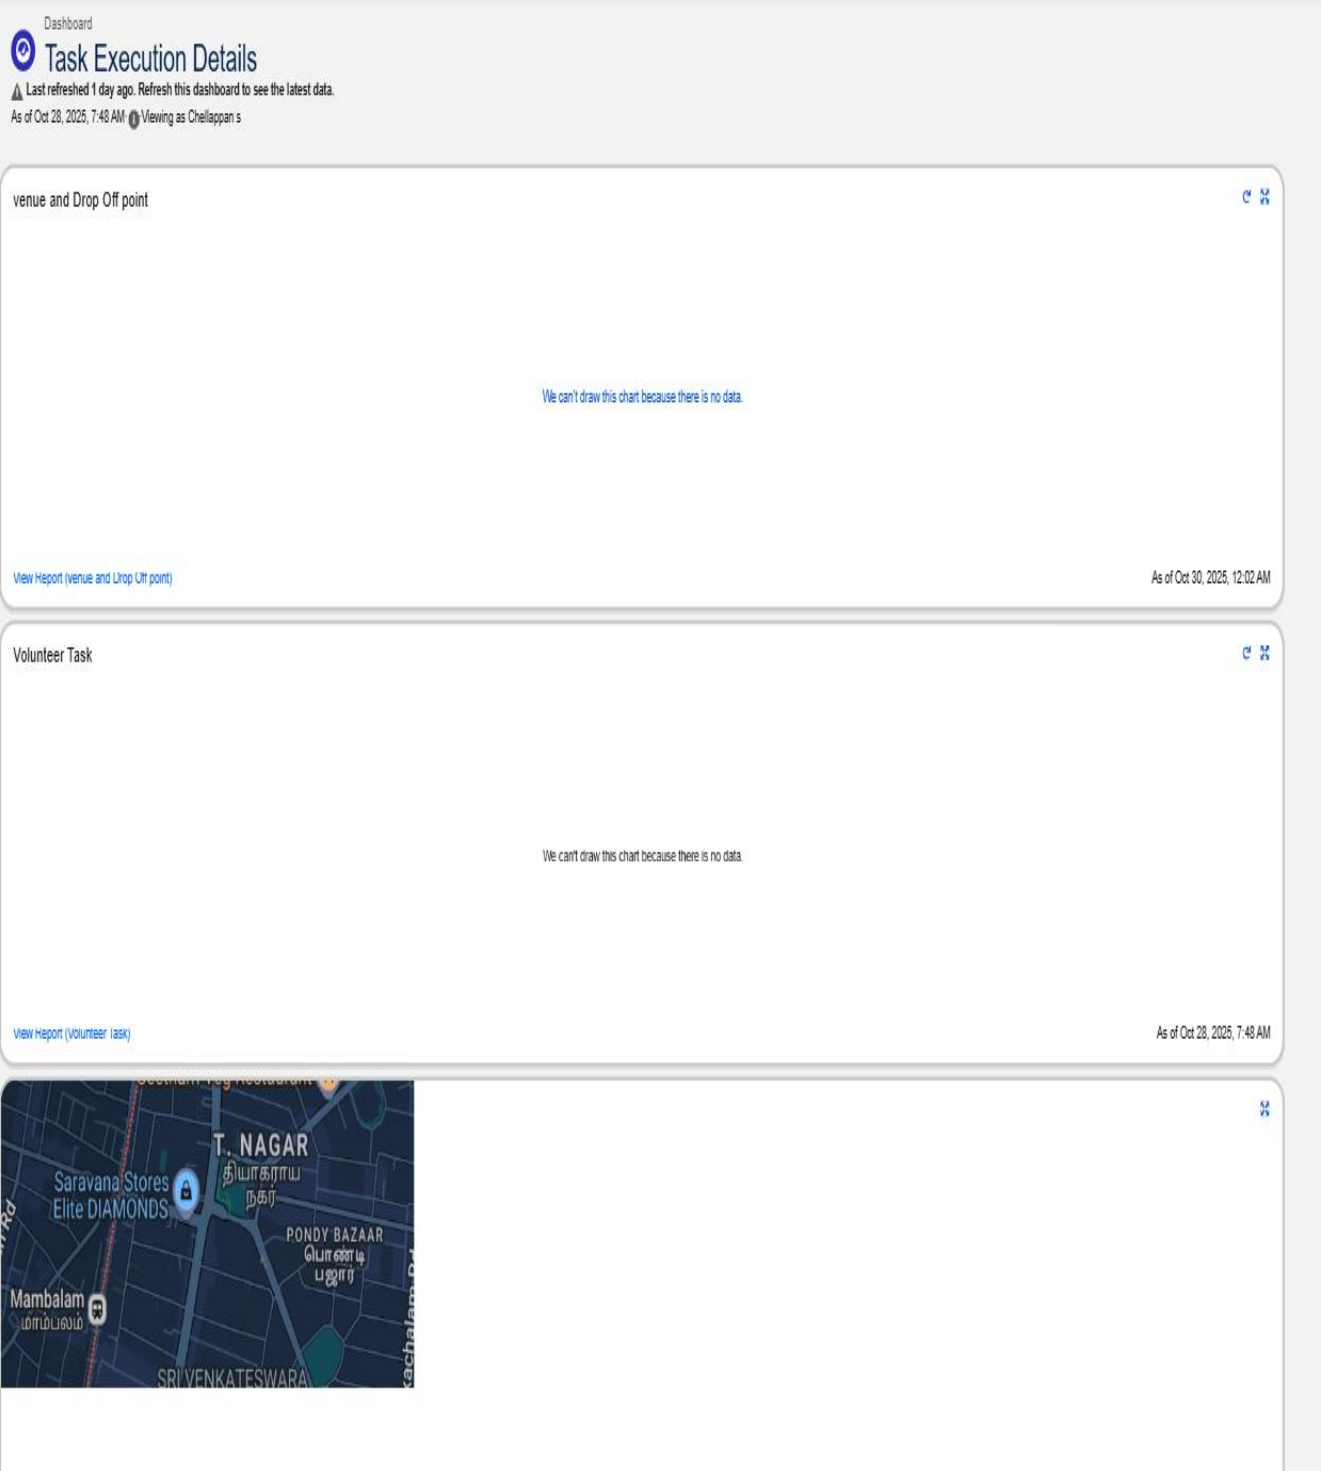 Dashboard
Task Execution Details
Last refreshed 1 day ago. Refresh this dashboard to see the latest data.
As of Oct 28, 2025, 7:48 AM·Viewing as Chellappan s
venue and Drop Off point
We can't draw this chart because there is no data.
View Report (venue and Drop Off point)
As of Oct 30, 2025, 12:02 AM
Volunteer Task
We can't draw this chart because there is no data.
View Report (Volunteer Task)
As of Oct 28, 2025, 7:48 AM
T. NAGAR
தியாகராய
நகர்
Saravana Stores
Elite DIAMONDS
PONDY BAZAAR
பொண்டி
பஜார்
Mambalam
மாம்பலம்
Rd
achalam Rd
SRI VENKATESWARA